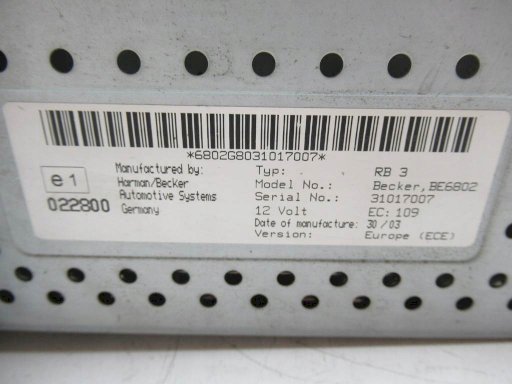 *6802G8031017007*
e1
022800
Manufactured by:
Harman/Becker
Automotive Systems
Germany
Typ: RB 3
Model No.: Becker, BE6802
Serial No.: 31017007
12 Volt EC: 109
Date of manufacture: 30 /03
Version: Europe (ECE)